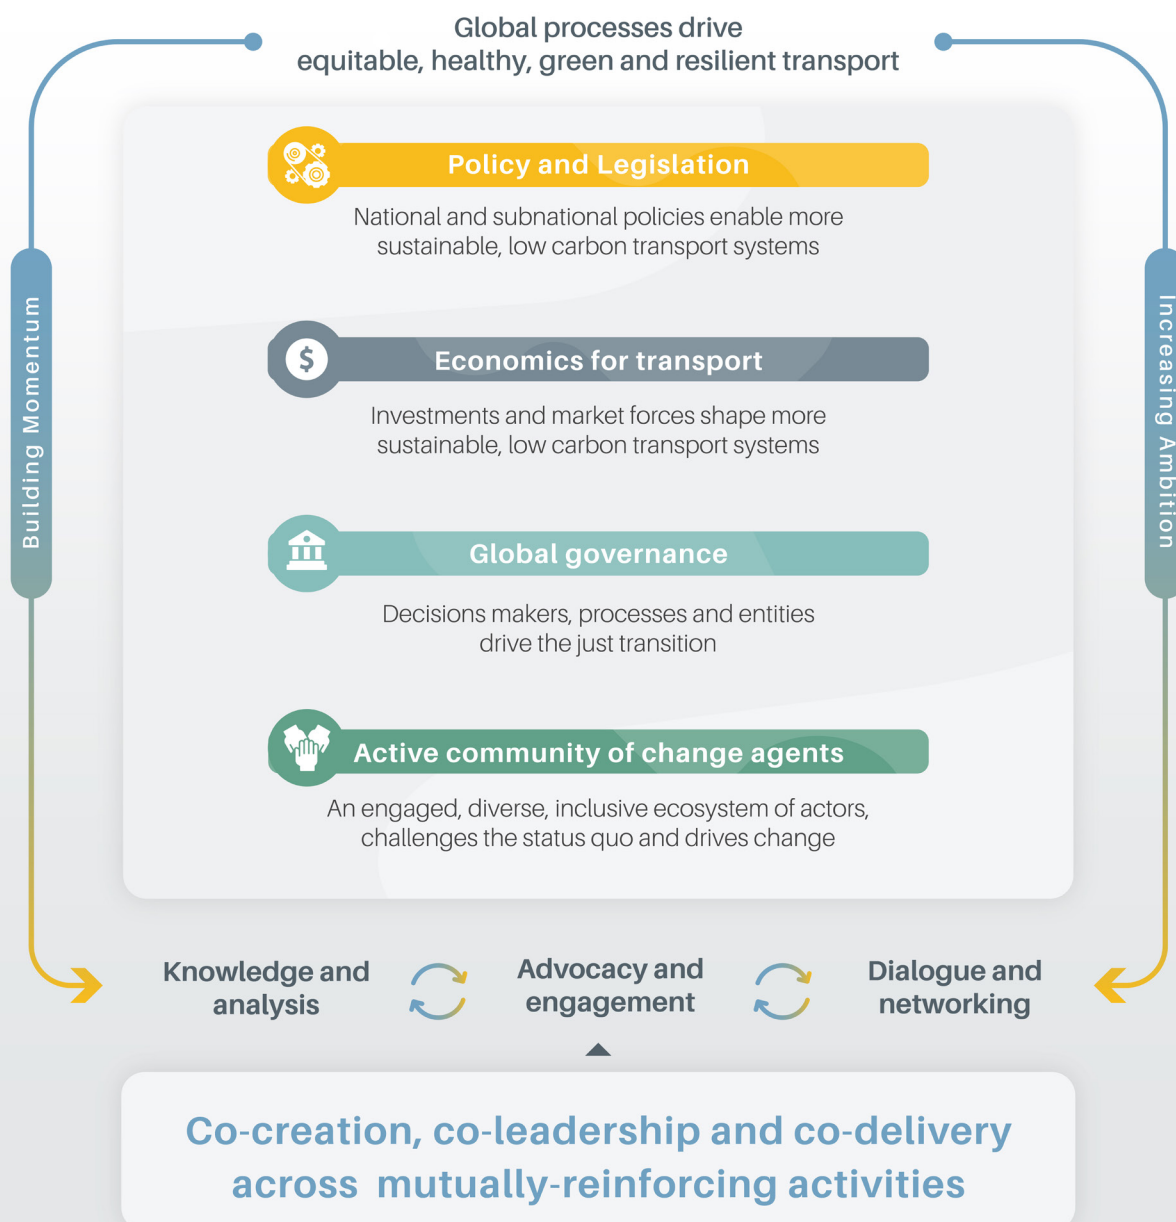 Global processes drive
equitable, healthy, green and resilient transport
Policy and Legislation
National and subnational policies enable more
sustainable, low carbon transport systems
Building Momentum
Increasing Ambition
$
Economics for transport
Investments and market forces shape more
sustainable, low carbon transport systems
Global governance
Decisions makers, processes and entities
drive the just transition
Active community of change agents
An engaged, diverse, inclusive ecosystem of actors,
challenges the status quo and drives change
Knowledge and
analysis
Advocacy and
engagement
Dialogue and
networking
Co-creation, co-leadership and co-delivery
across mutually-reinforcing activities